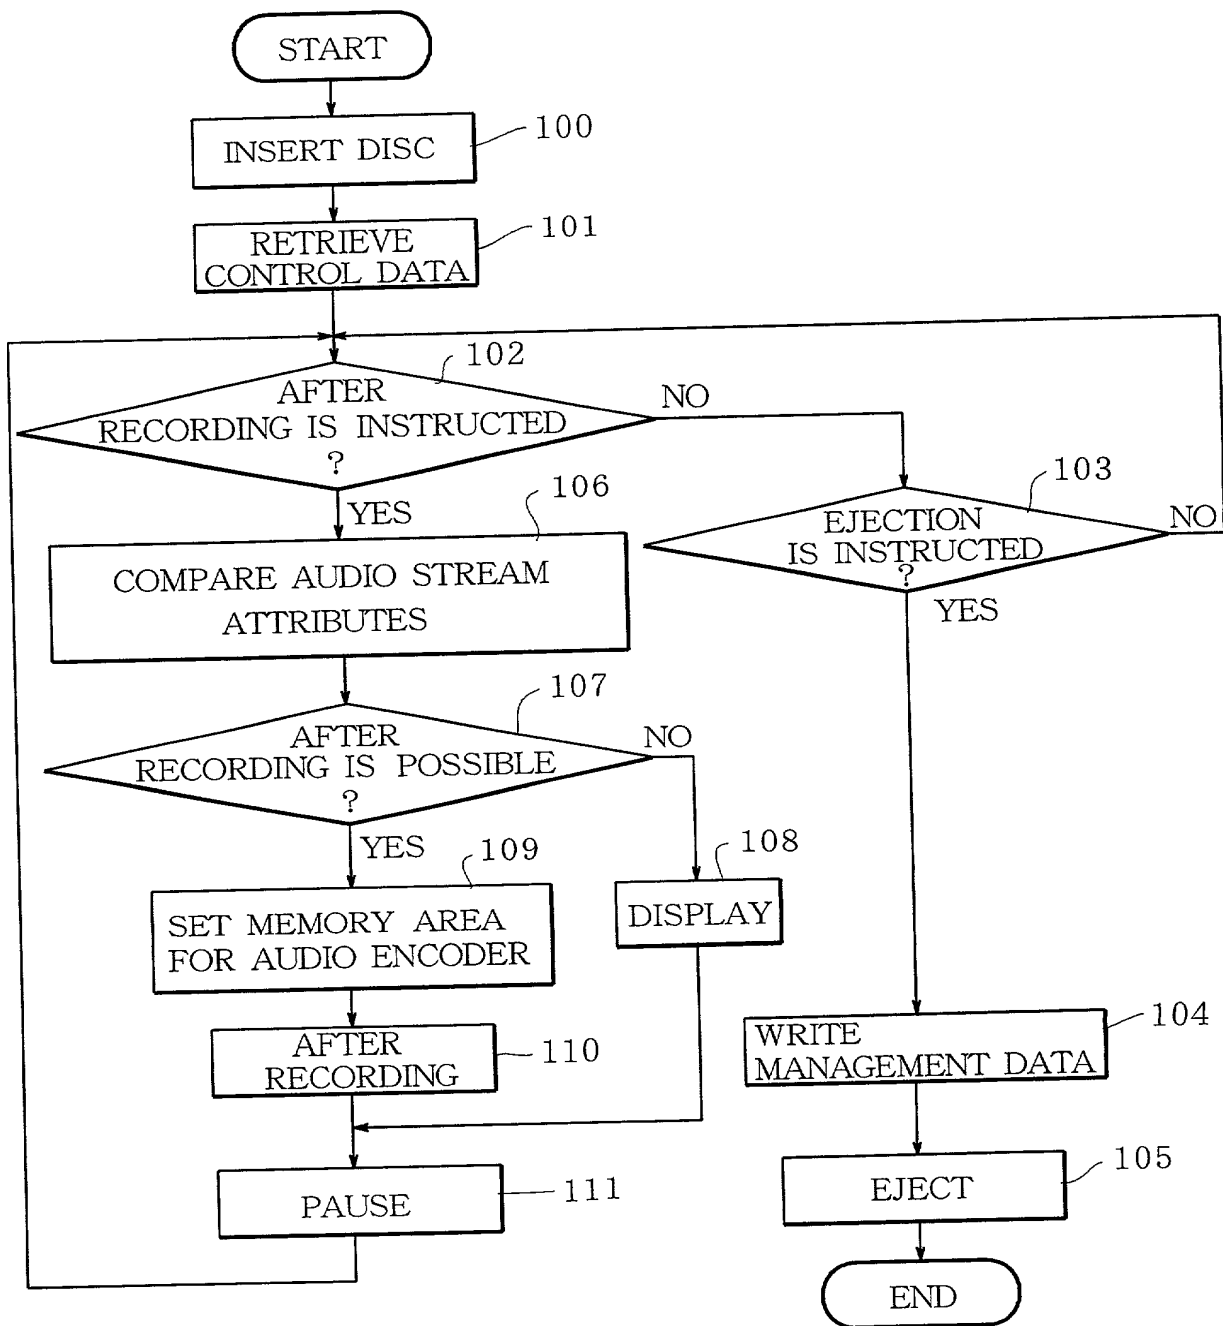 START
INSERT DISC
100
RETRIEVE
CONTROL DATA
101
102
AFTER
RECORDING IS INSTRUCTED
?
NO
YES
103
EJECTION
IS INSTRUCTED
?
NO
YES
106
COMPARE AUDIO STREAM
ATTRIBUTES
107
AFTER
RECORDING IS POSSIBLE
?
NO
YES
108
DISPLAY
109
SET MEMORY AREA
FOR AUDIO ENCODER
AFTER
RECORDING
110
WRITE
MANAGEMENT DATA
104
PAUSE
111
EJECT
105
END